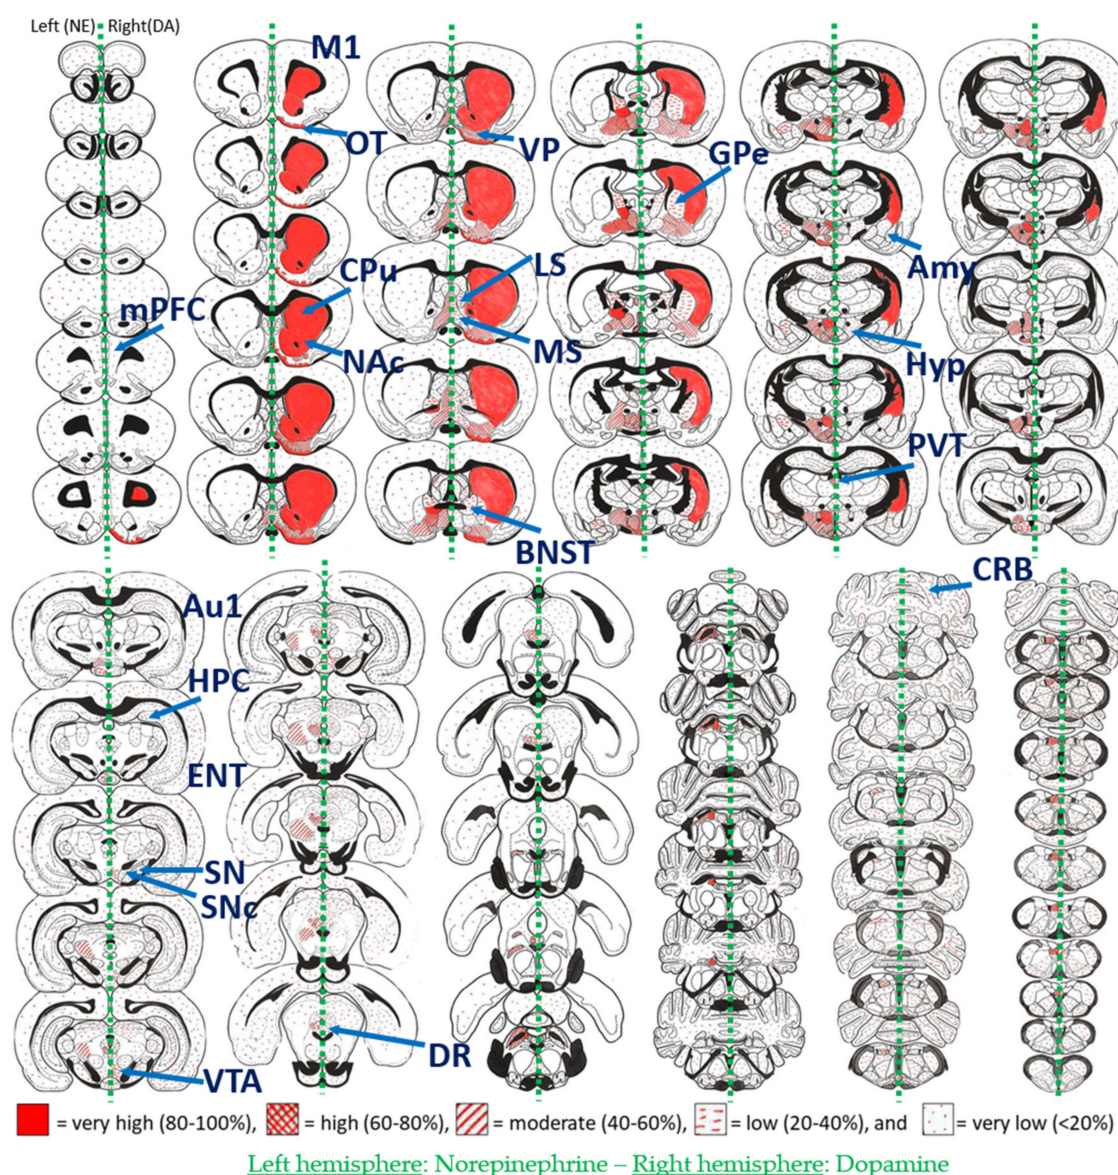 Left (NE) Right(DA)
M1
OT
VP
GPe
CPu
LS
Amy
mPFC
NAc
MS
Hyp
PVT
BNST
CRB
Au1
HPC
ENT
SN
SNc
DR
VTA
= very high (80-100%), = high (60-80%), = moderate (40-60%), = low (20-40%), and = very low (<20%)
Left hemisphere: Norepinephrine – Right hemisphere: Dopamine